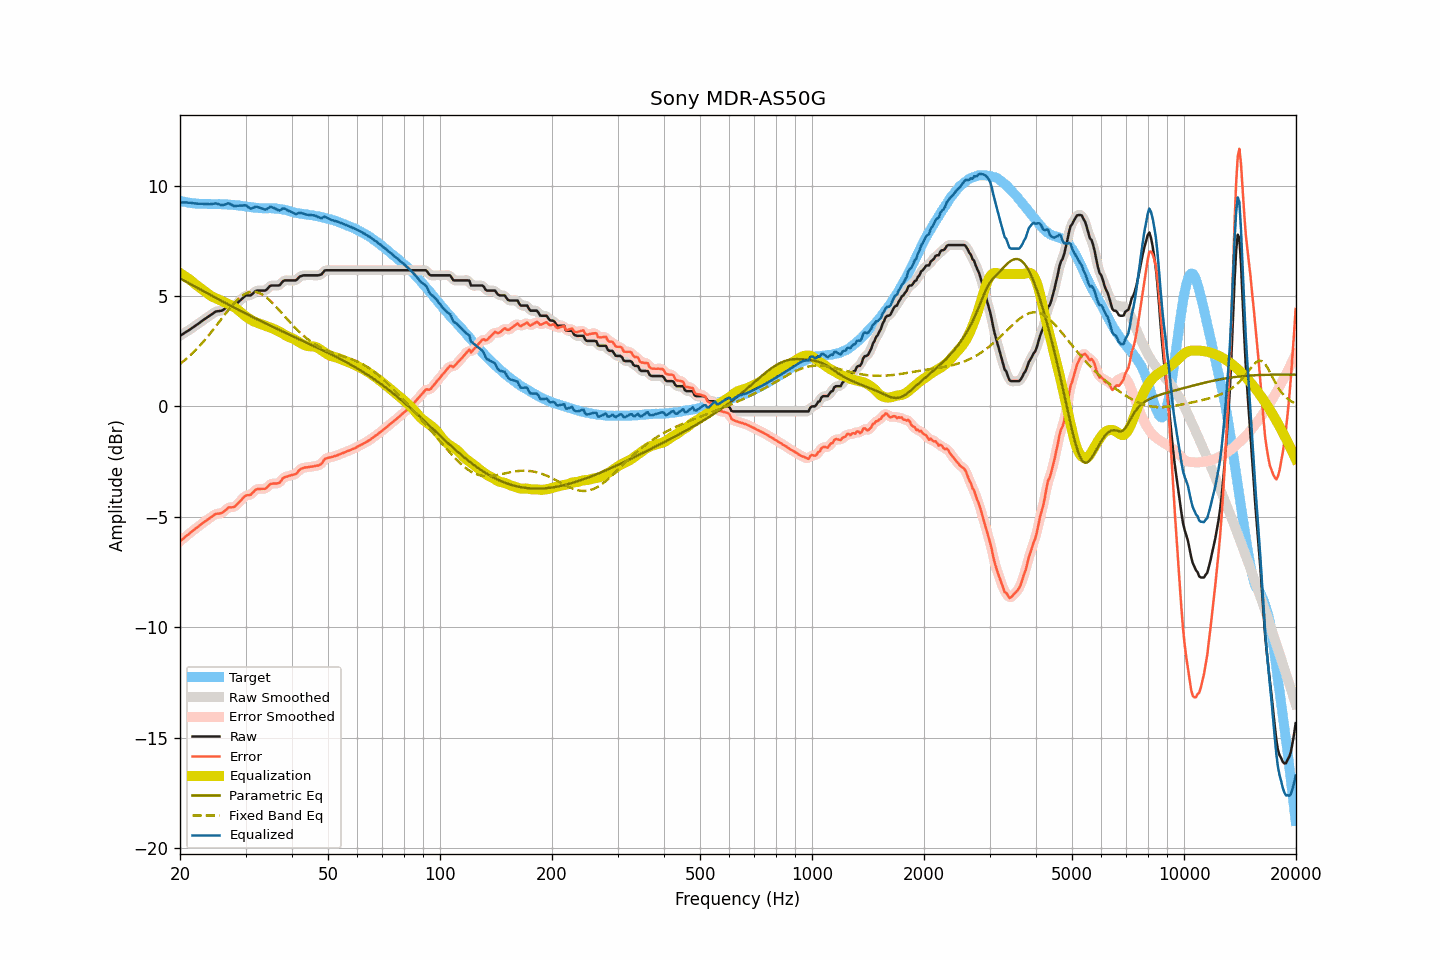 Sony MDR-AS50G
Amplitude (dBr)
10
5
0
−5
−10
−15
−20
Target
Raw Smoothed
Error Smoothed
Raw
Error
Equalization
Parametric Eq
Fixed Band Eq
Equalized
20 50 100 200 500 1000 2000 5000 10000 20000
Frequency (Hz)